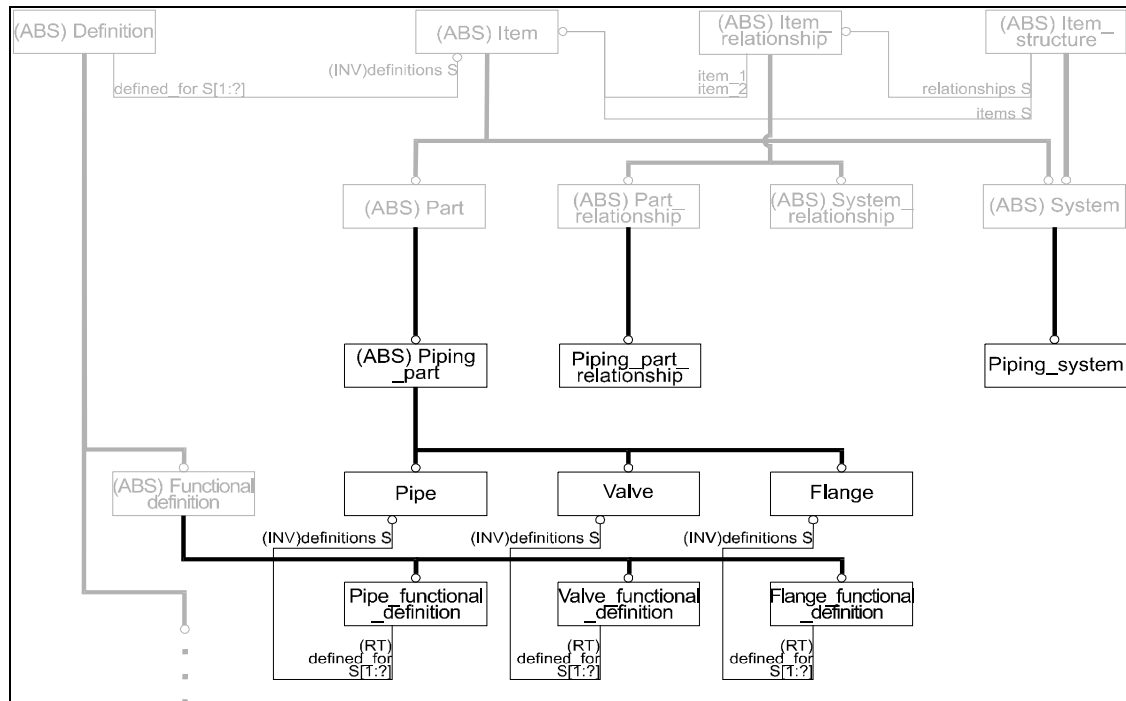 (ABS) Definition
(ABS) Item
(ABS) Item_
relationship
(ABS) Item_
structure
defined_for S[1:?]
(INV)definitions S
item_1
item_2
relationships S
items S
(ABS) Part
(ABS) Part_
relationship
(ABS) System_
relationship
(ABS) System
(ABS) Piping
_part
Piping_part_
relationship
Piping_system
(ABS) Functional
definition
Pipe
Valve
Flange
(INV)definitions S
(INV)definitions S
(INV)definitions S
Pipe_functional
_definition
Valve_functional
_definition
Flange_functional
_definition
(RT)
defined_for
S[1:?]
(RT)
defined_for
S[1:?]
(RT)
defined_for
S[1:?]